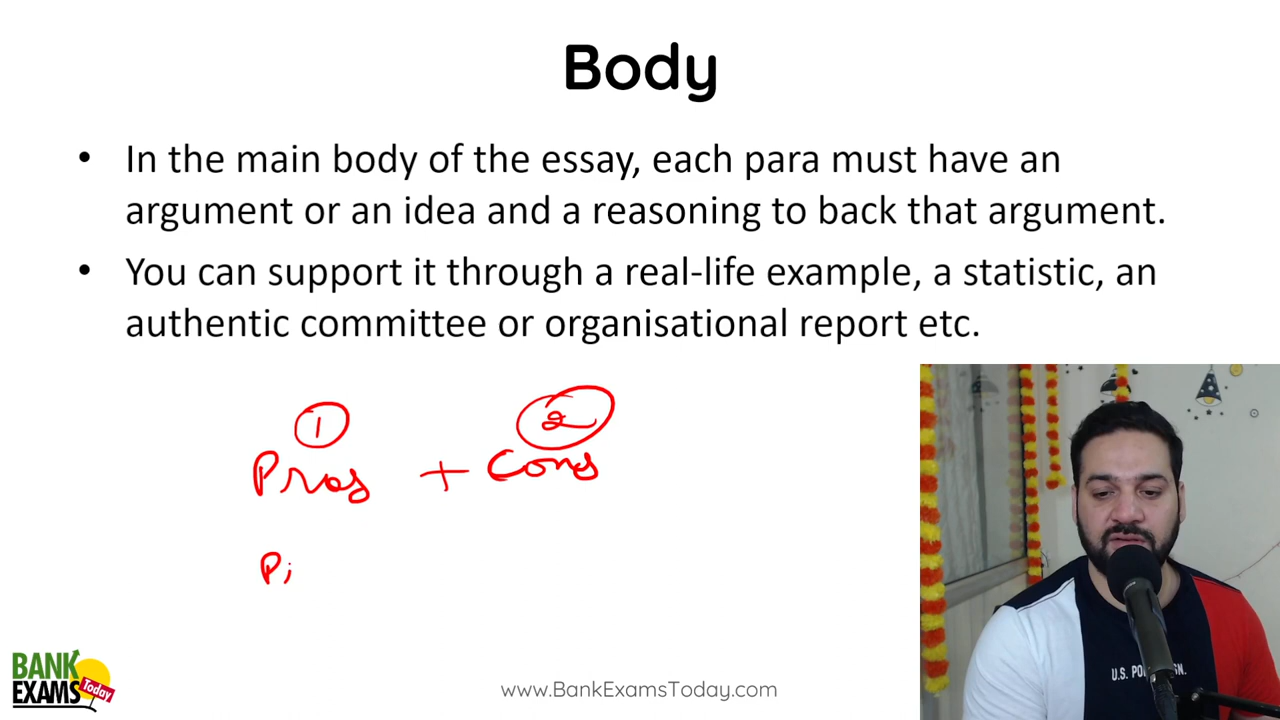 Body
• In the main body of the essay, each para must have an
argument or an idea and a reasoning to back that argument.
• You can support it through a real-life example, a statistic, an
authentic committee or organisational report etc.
1 2
Pros + Cons
Pi
BANK
EXAMS Today
www.BankExamsToday.com